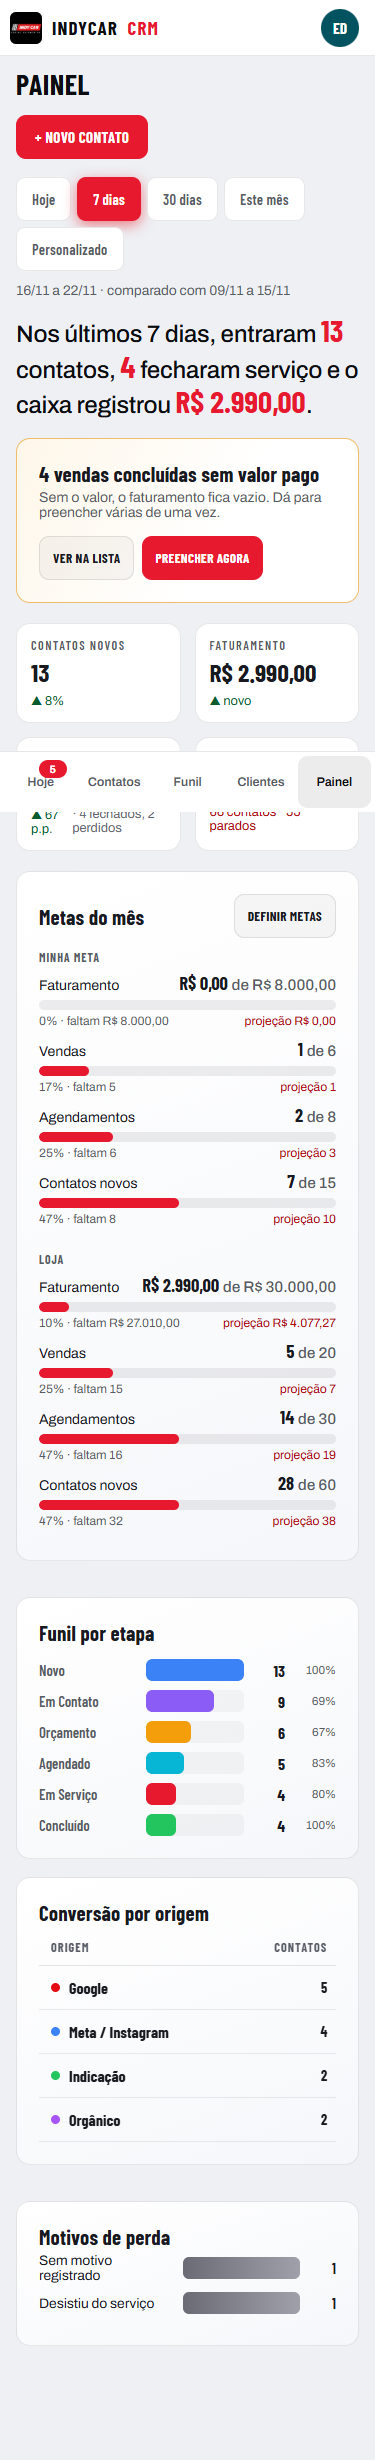 INDYCAR CRM
ED
PAINEL
+ NOVO CONTATO
Hoje
7 dias
30 dias
Este mês
Personalizado
16/11 a 22/11 · comparado com 09/11 a 15/11
Nos últimos 7 dias, entraram 13
contatos, 4 fecharam serviço e o
caixa registrou R$ 2.990,00.
4 vendas concluídas sem valor pago
Sem o valor, o faturamento fica vazio. Dá para
preencher várias de uma vez.
VER NA LISTA
PREENCHER AGORA
CONTATOS NOVOS
13
▲ 8%
FATURAMENTO
R$ 2.990,00
▲ novo
5
Hoje
Contatos
Funil
Clientes
Painel
▲ 67
p.p.
· 4 fechados, 2
perdidos
66 contatos
parados
Metas do mês
DEFINIR METAS
MINHA META
Faturamento R$ 0,00 de R$ 8.000,00
0% · faltam R$ 8.000,00 projeção R$ 0,00
Vendas 1 de 6
17% · faltam 5 projeção 1
Agendamentos 2 de 8
25% · faltam 6 projeção 3
Contatos novos 7 de 15
47% · faltam 8 projeção 10
LOJA
Faturamento R$ 2.990,00 de R$ 30.000,00
10% · faltam R$ 27.010,00 projeção R$ 4.077,27
Vendas 5 de 20
25% · faltam 15 projeção 7
Agendamentos 14 de 30
47% · faltam 16 projeção 19
Contatos novos 28 de 60
47% · faltam 32 projeção 38
Funil por etapa
Novo 13 100%
Em Contato 9 69%
Orçamento 6 67%
Agendado 5 83%
Em Serviço 4 80%
Concluído 4 100%
Conversão por origem
ORIGEM CONTATOS
Google 5
Meta / Instagram 4
Indicação 2
Orgânico 2
Motivos de perda
Sem motivo
registrado 1
Desistiu do serviço 1